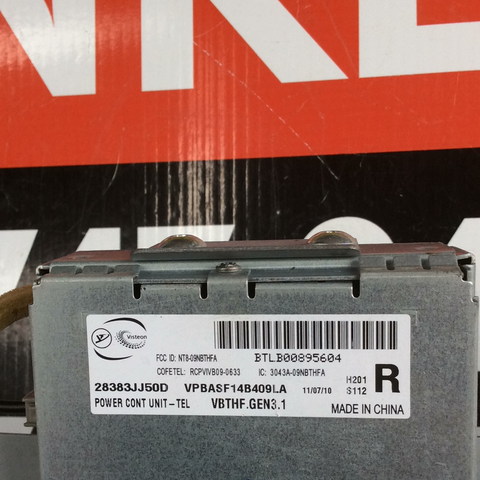 Visteon
FCC ID: NT8-09NBTHFA
BTLB00895604
COFETEL: RCPVIVB09-0633
IC: 3043A-09NBTHFA
28383JJ50D VPBASF14B409LA 11/07/10 H201 S112 R
POWER CONT UNIT-TEL VBTHF.GEN3.1 MADE IN CHINA